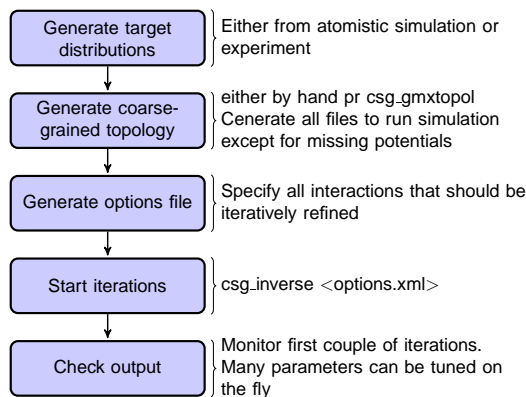 Generate target
distributions
Either from atomistic simulation or
experiment
Generate coarse-
grained topology
either by hand pr csg_gmxtopol
Cenerate all files to run simulation
except for missing potentials
Generate options file
Specify all interactions that should be
iteratively refined
Start iterations
csg_inverse <options.xml>
Check output
Monitor first couple of iterations.
Many parameters can be tuned on
the fly